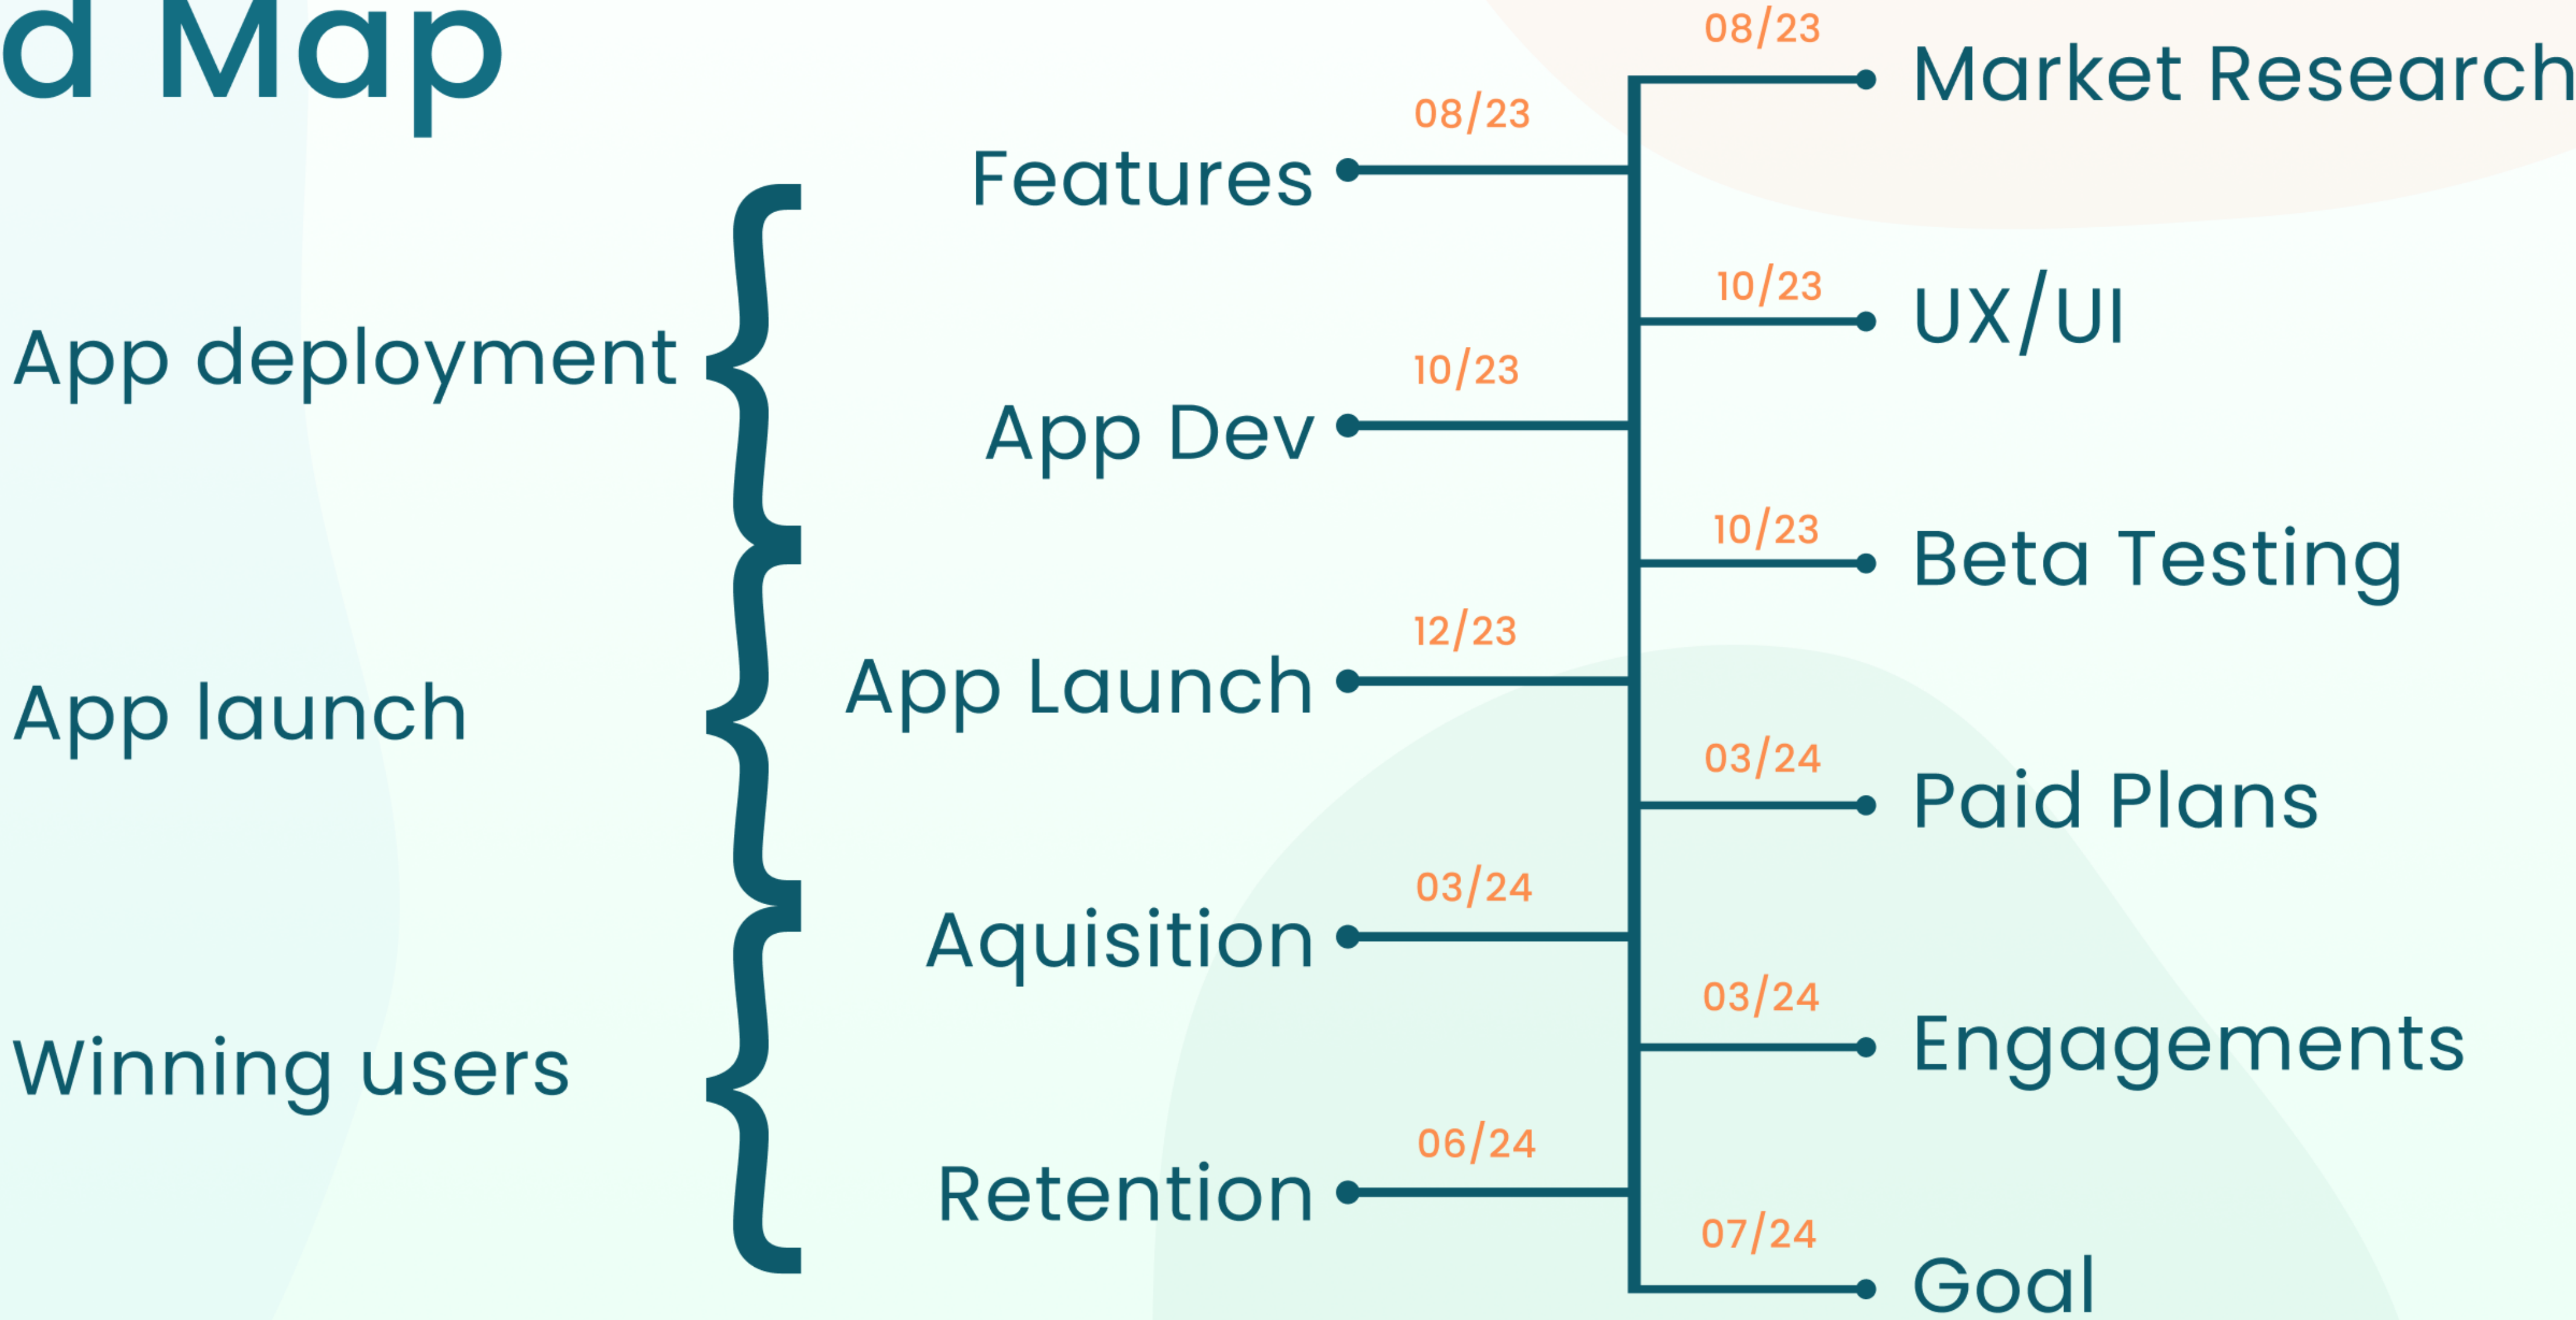 d Map
App deployment
App launch
Winning users
08/23
Features
10/23
App Dev
12/23
App Launch
03/24
Aquisition
06/24
Retention
08/23
Market Research
10/23
UX/UI
10/23
Beta Testing
03/24
Paid Plans
03/24
Engagements
07/24
Goal